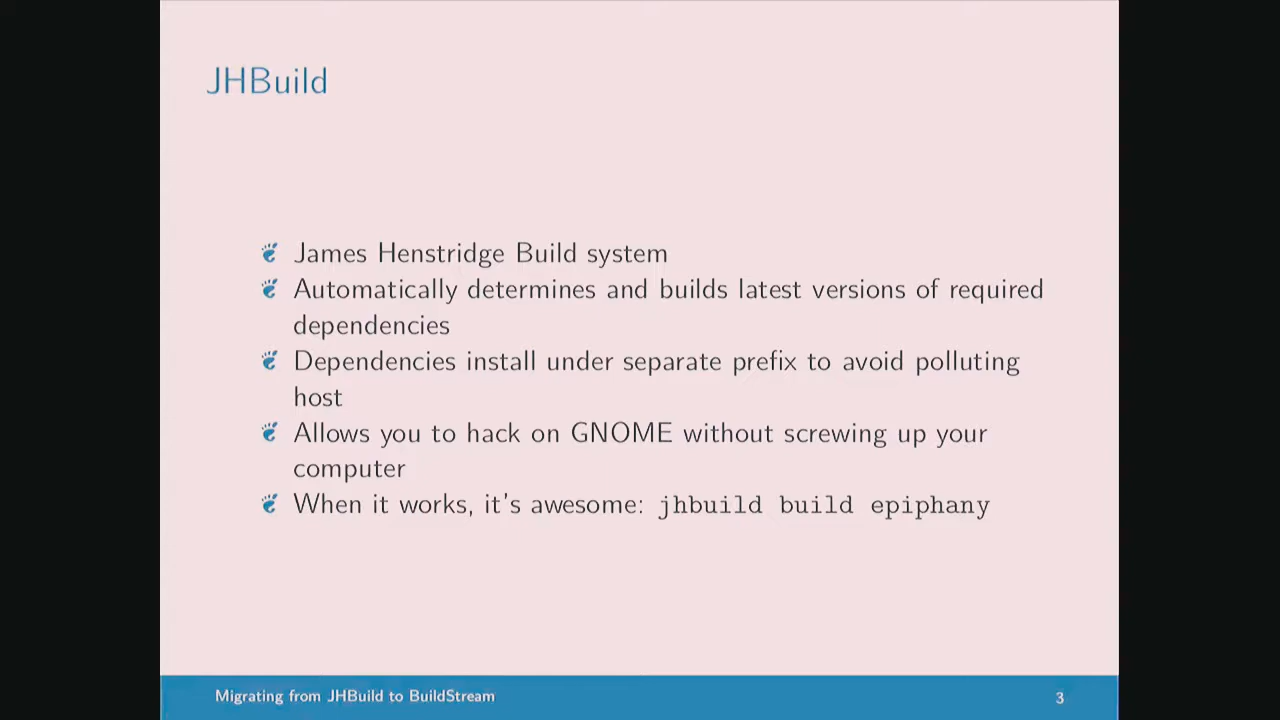 JHBuild
James Henstridge Build system
Automatically determines and builds latest versions of required
dependencies
Dependencies install under separate prefix to avoid polluting
host
Allows you to hack on GNOME without screwing up your
computer
When it works, it's awesome: jhbuild build epiphany
Migrating from JHBuild to BuildStream
3